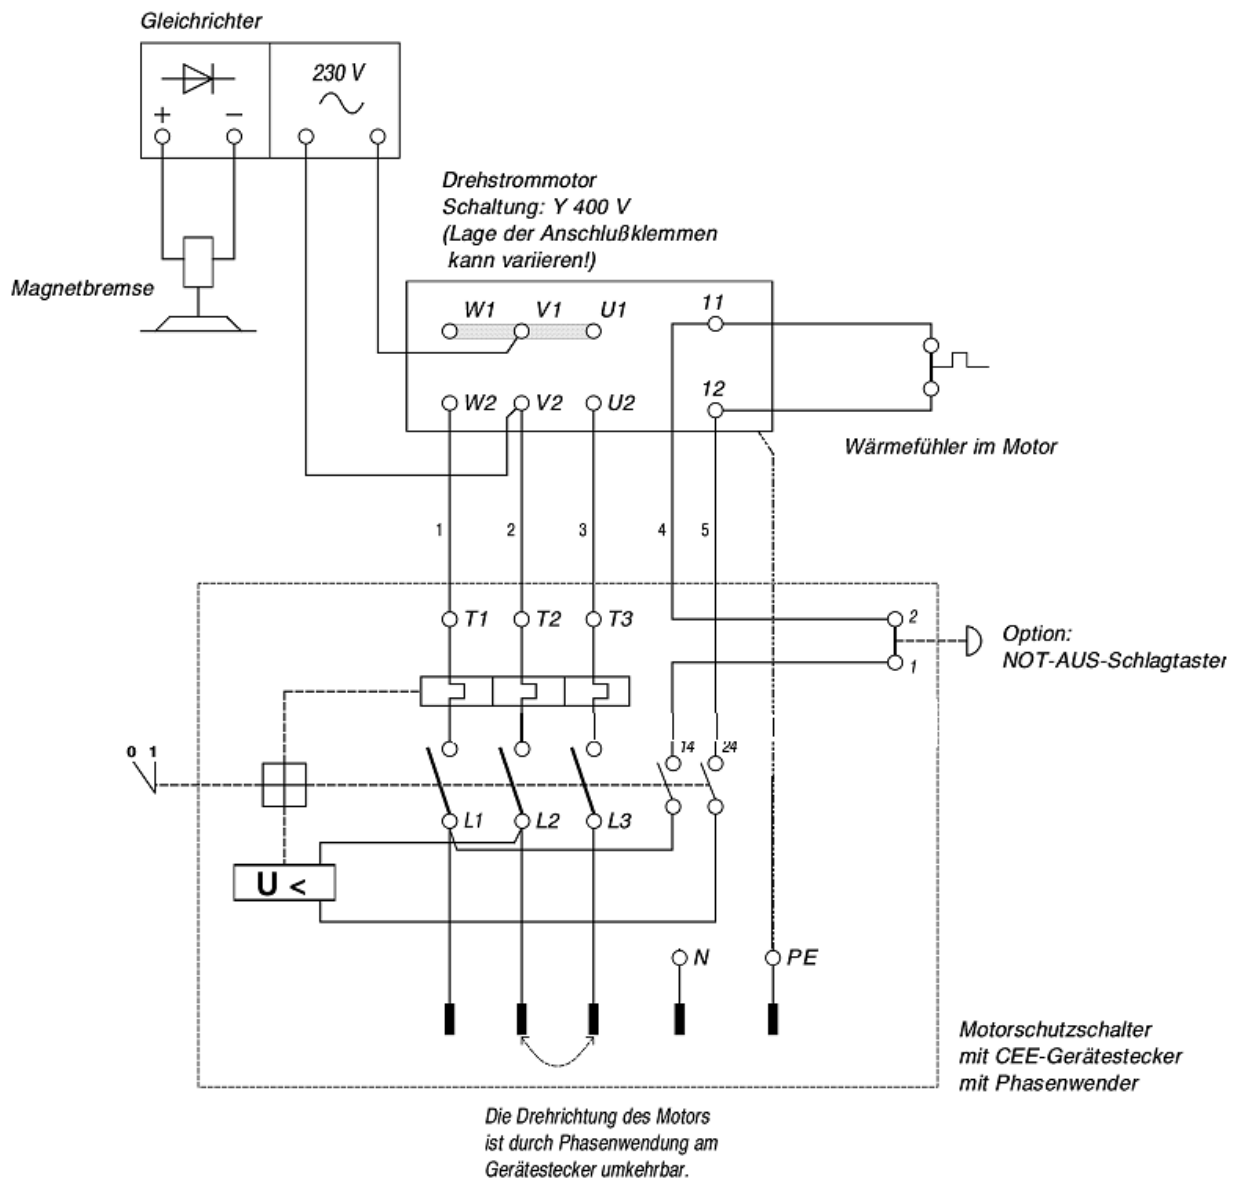 Gleichrichter
230 V
+ −
Drehstrommotor
Schaltung: Y 400 V
(Lage der Anschlußklemmen
kann variieren!)
Magnetbremse
W1 V1 U1 11
W2 V2 U2 12
Wärmefühler im Motor
1 2 3 4 5
T1 T2 T3
2
1
Option:
NOT-AUS-Schlagtaster
0 1
14 24
L1 L2 L3
U <
N PE
Motorschutzschalter
mit CEE-Gerätestecker
mit Phasenwender
Die Drehrichtung des Motors
ist durch Phasenwendung am
Gerätestecker umkehrbar.